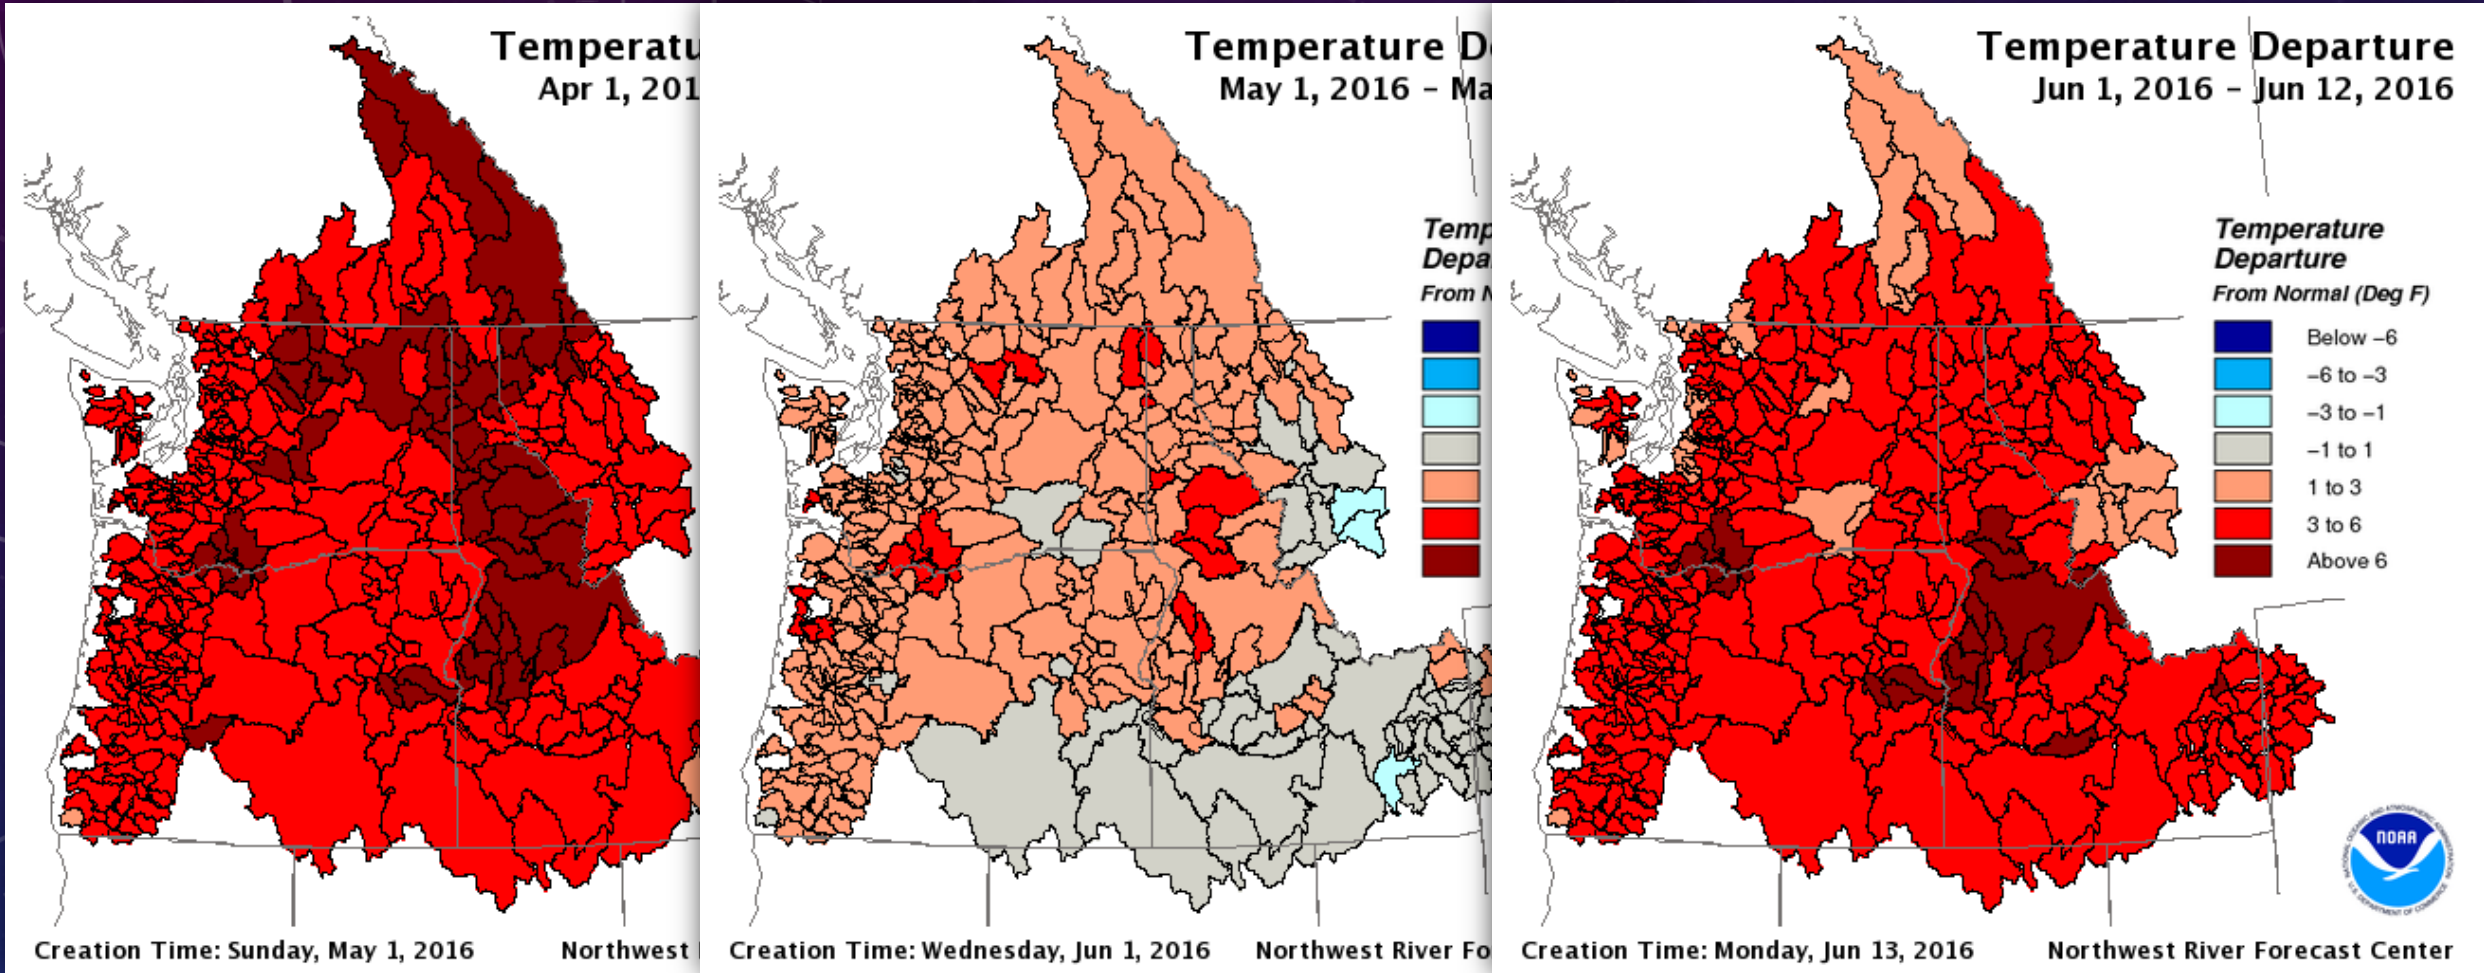 Temperatu
Apr 1, 201
Creation Time: Sunday, May 1, 2016
Northwest
Temperature D
May 1, 2016 – Ma
Temp
Depa
From N
Creation Time: Wednesday, Jun 1, 2016
Northwest River Fo
Temperature Departure
Jun 1, 2016 – Jun 12, 2016
Temperature
Departure
From Normal (Deg F)
Below −6
−6 to −3
−3 to −1
−1 to 1
1 to 3
3 to 6
Above 6
NOAA
Creation Time: Monday, Jun 13, 2016
Northwest River Forecast Center